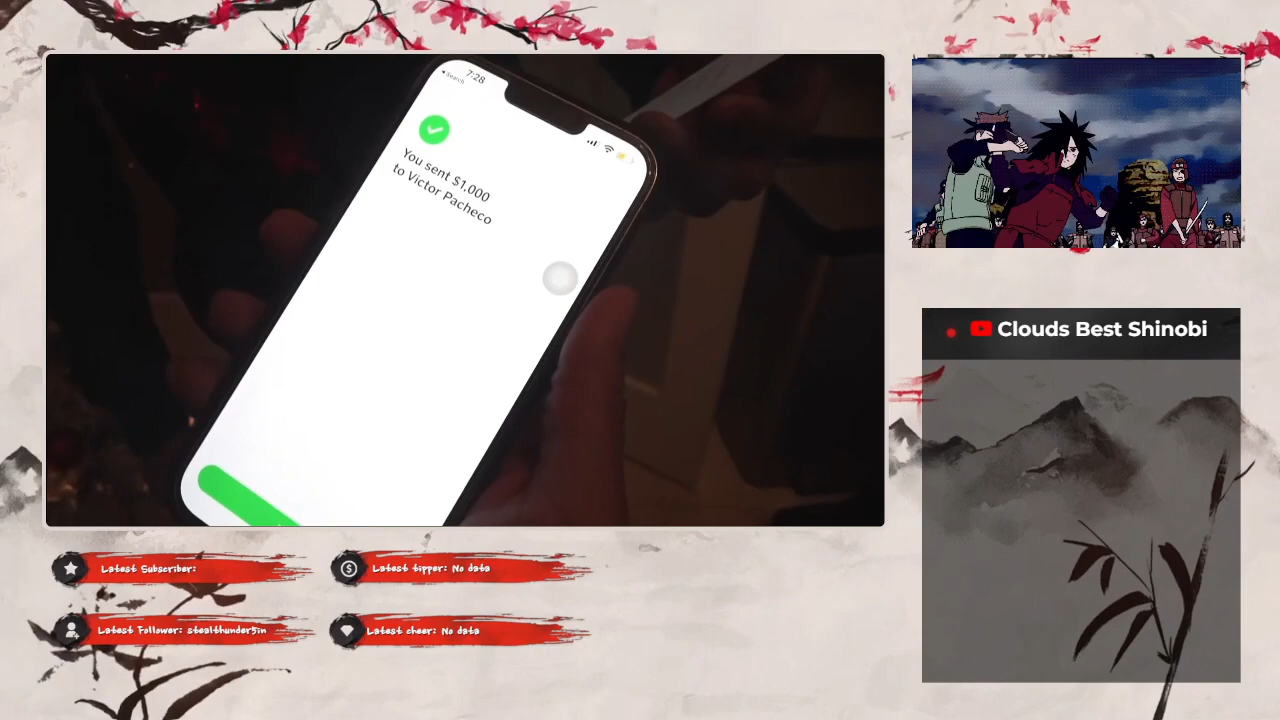 Search
7:28
You sent $1,000
to Victor Pacheco
Clouds Best Shinobi
Latest Subscriber:
Latest tipper: No data
Latest Follower: stealthunder5in
Latest cheer: No data